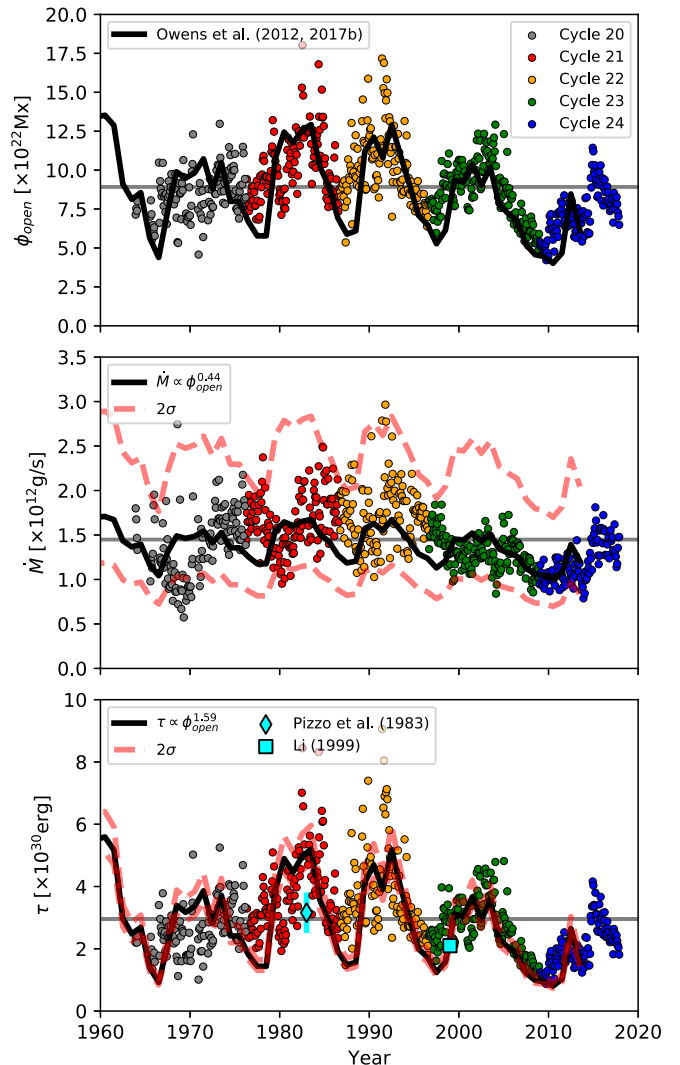 20.0
17.5
15.0
12.5
10.0
7.5
5.0
2.5
0.0
ϕ_open [×10^22Mx]
Owens et al. (2012, 2017b)
Cycle 20
Cycle 21
Cycle 22
Cycle 23
Cycle 24
3.5
3.0
2.5
2.0
1.5
1.0
0.5
0.0
Ṁ [×10^12g/s]
Ṁ ∝ ϕ_open^0.44
2σ
10
8
6
4
2
0
τ [×10^30erg]
τ ∝ ϕ_open^1.59
2σ
Pizzo et al. (1983)
Li (1999)
1960 1970 1980 1990 2000 2010 2020
Year